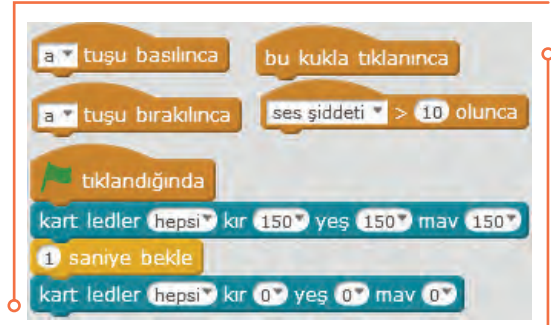 a tuşu basılınca
bu kukla tıklanınca
a tuşu bırakılınca
ses şiddeti > 10 olunca
tıklandığında
kart ledler hepsi kır 150 yeş 150 mav 150
1 saniye bekle
kart ledler hepsi kır 0 yeş 0 mav 0